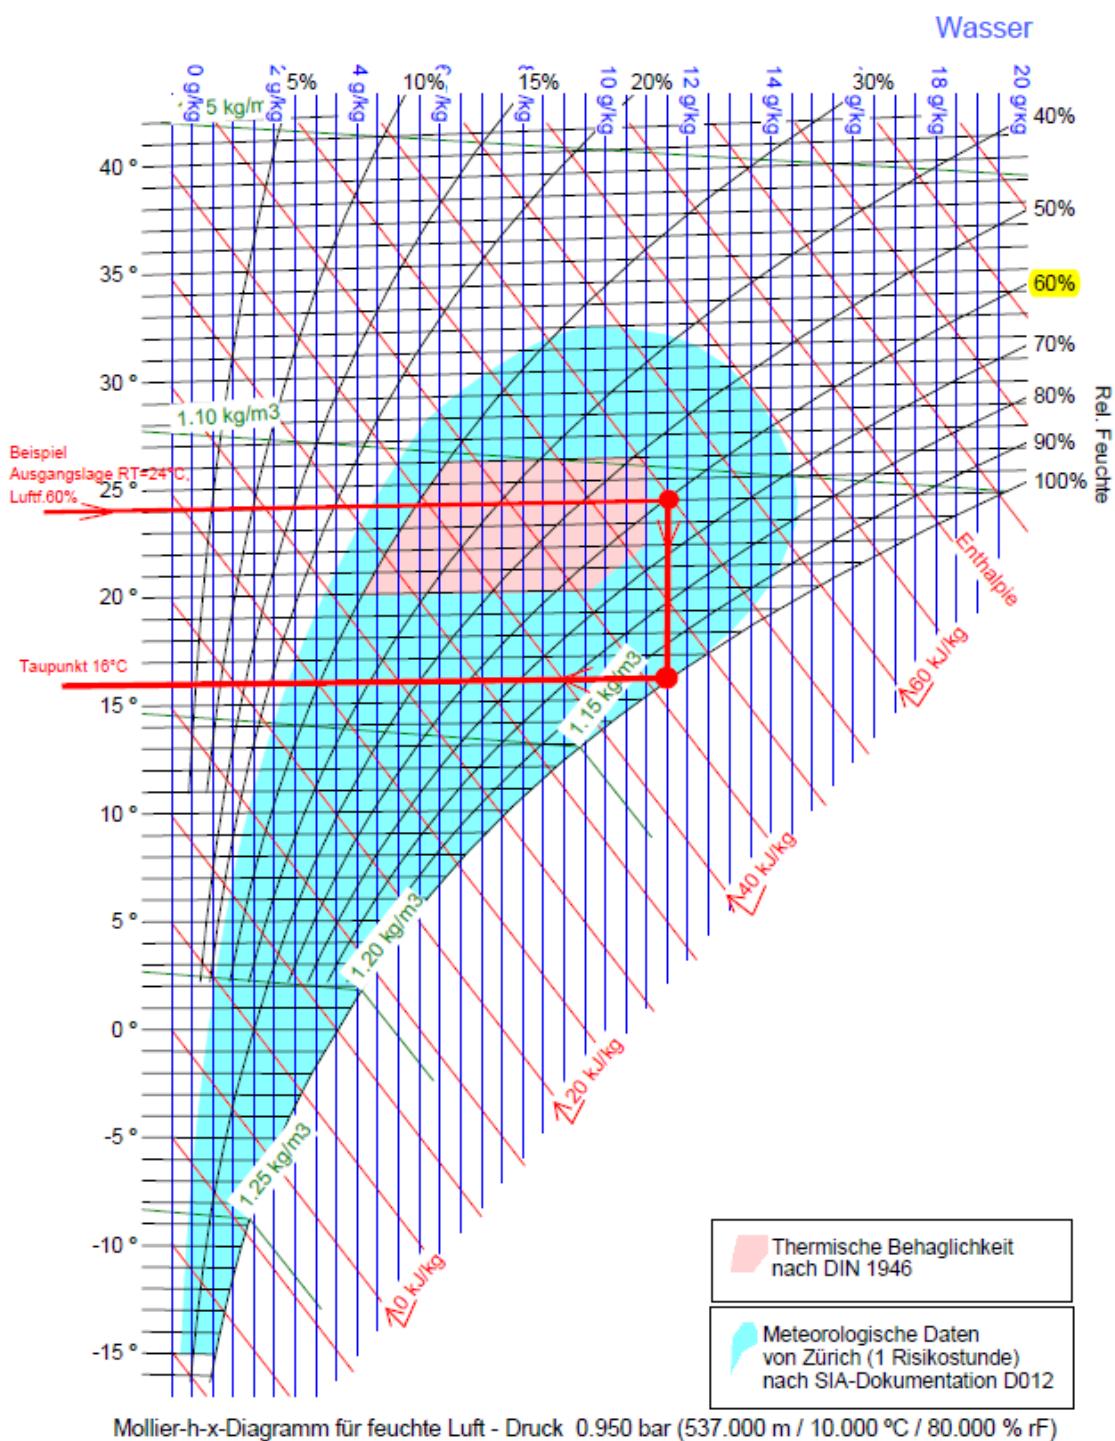 Wasser
0 g/kg
2 g/kg
5%
4 g/kg
10%
15%
10 g/kg
20%
12 g/kg
14 g/kg
30%
18 g/kg
20 g/kg
40%
50%
60%
70%
80%
90%
100%
Rel. Feuchte
40 °
35 °
30 °
25 °
20 °
15 °
10 °
5 °
0 °
-5 °
-10 °
-15 °
5 kg/m
1.10 kg/m3
1.15 kg/m3
1.20 kg/m3
1.25 kg/m3
Beispiel
Ausgangslage RT=24°C,
Luftf.60%
Taupunkt 16°C
Enthalpie
60 kJ/kg
40 kJ/kg
20 kJ/kg
0 kJ/kg
Thermische Behaglichkeit
nach DIN 1946
Meteorologische Daten
von Zürich (1 Risikostunde)
nach SIA-Dokumentation D012
Mollier-h-x-Diagramm für feuchte Luft - Druck 0.950 bar (537.000 m / 10.000 ºC / 80.000 % rF)